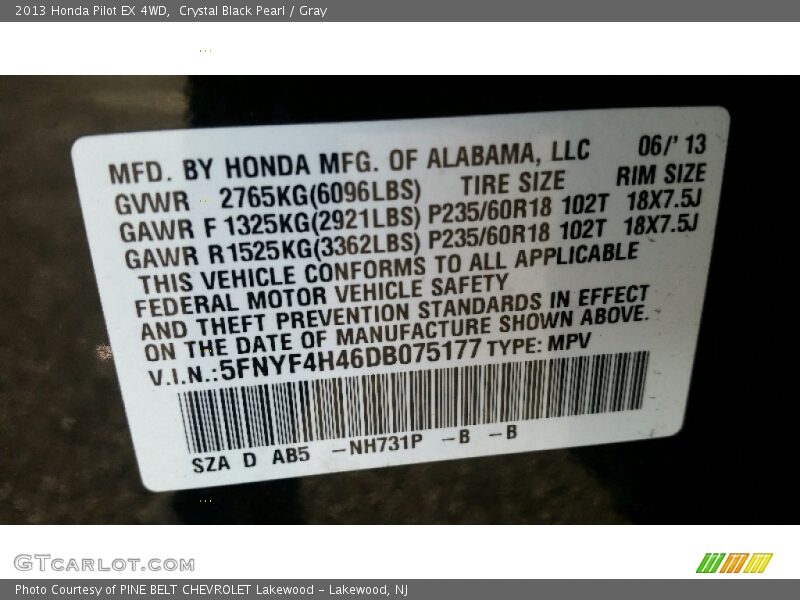 2013 Honda Pilot EX 4WD,  Crystal Black Pearl / Gray
MFD. BY HONDA MFG. OF ALABAMA, LLC 06/' 13
GVWR 2765KG(6096LBS) TIRE SIZE RIM SIZE
GAWR F 1325KG(2921LBS) P235/60R18 102T 18X7.5J
GAWR R1525KG(3362LBS) P235/60R18 102T 18X7.5J
THIS VEHICLE CONFORMS TO ALL APPLICABLE
FEDERAL MOTOR VEHICLE SAFETY
AND THEFT PREVENTION STANDARDS IN EFFECT
ON THE DATE OF MANUFACTURE SHOWN ABOVE.
V.I.N.:5FNYF4H46DB075177 TYPE: MPV
SZA D AB5 -NH731P -B -B
GTCARLOT.COM
Photo Courtesy of PINE BELT CHEVROLET Lakewood - Lakewood, NJ